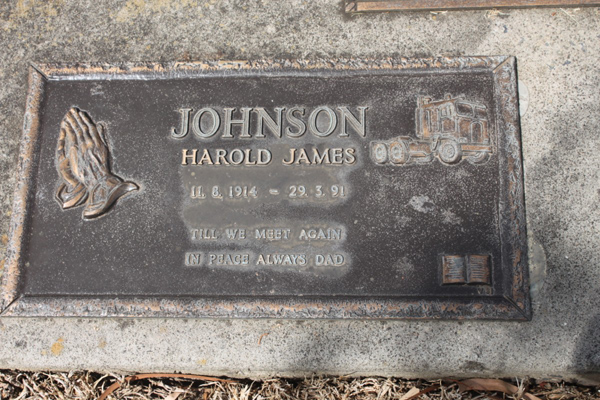 JOHNSON
HAROLD JAMES
11. 8. 1914 - 29. 3. 91
TILL WE MEET AGAIN
IN PEACE ALWAYS DAD